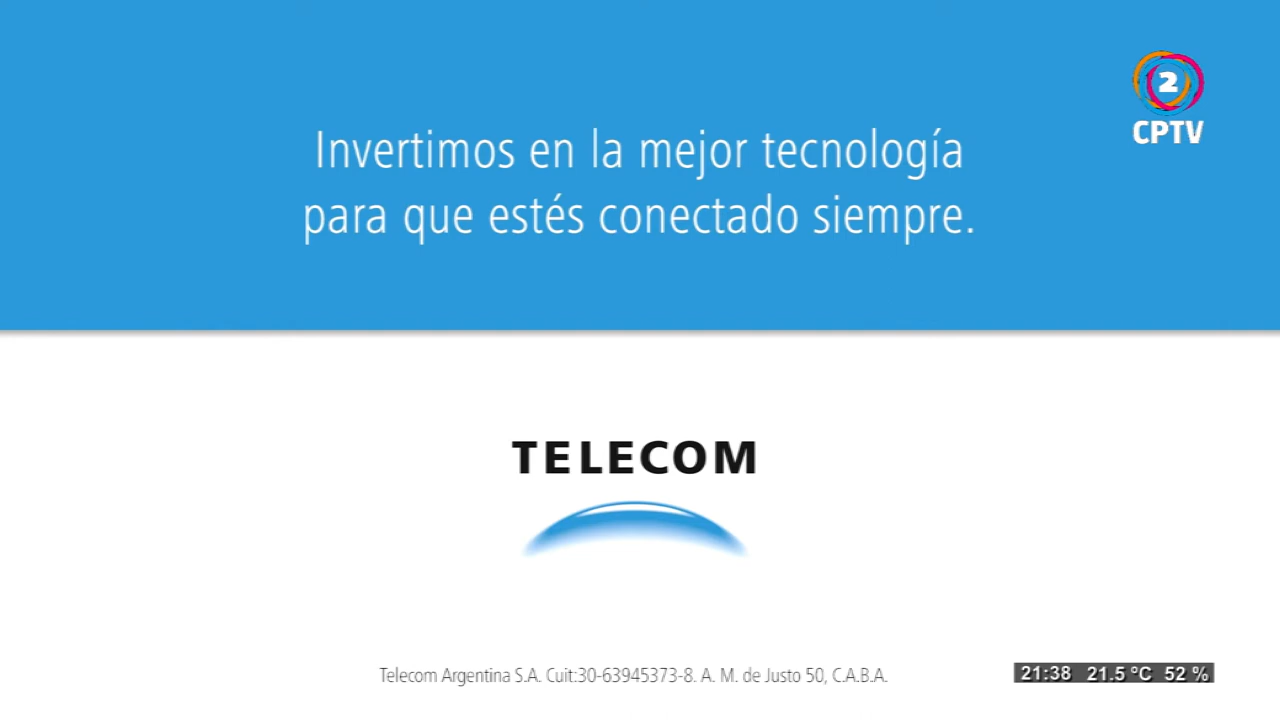 2
CPTV
Invertimos en la mejor tecnología
para que estés conectado siempre.
TELECOM
Telecom Argentina S.A. Cuit:30-63945373-8. A. M. de Justo 50, C.A.B.A.
21:38 21.5 ºC 52 %